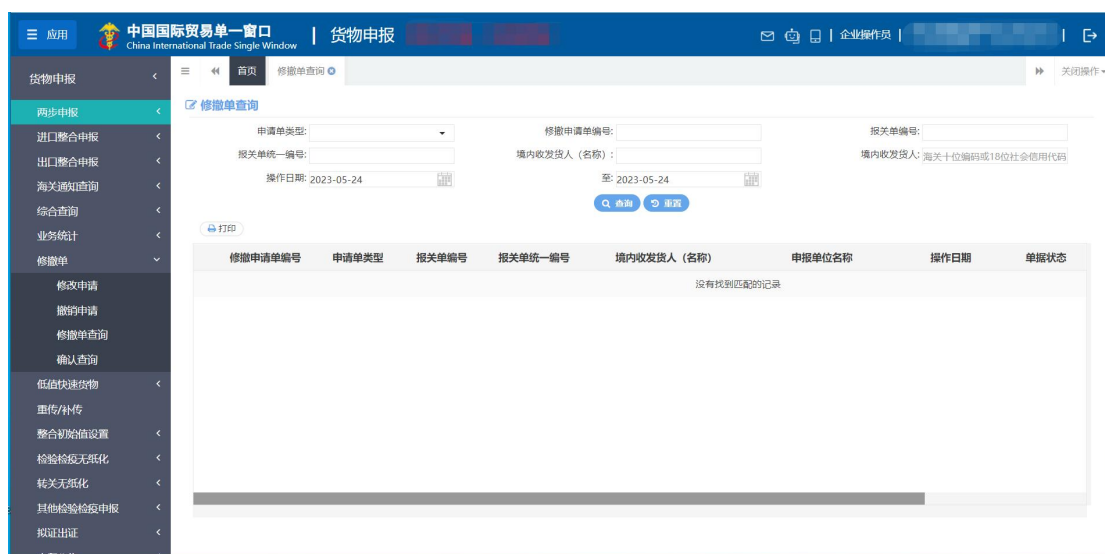 应用
中国国际贸易单一窗口
China International Trade Single Window
货物申报
企业操作员
货物申报
首页
修撤单查询
关闭操作
两步申报
进口整合申报
出口整合申报
海关通知查询
综合查询
业务统计
修撤单
修改申请
撤销申请
修撤单查询
确认查询
低值快速货物
重传/补传
整合初始值设置
检验检疫无纸化
转关无纸化
其他检验检疫申报
拟证出证
修撤单查询
申请单类型: 修撤申请单编号: 报关单编号:
报关单统一编号: 境内收发货人（名称）: 境内收发货人: 海关十位编码或18位社会信用代码
操作日期: 2023-05-24 至: 2023-05-24
查询 重置
打印
修撤申请单编号 申请单类型 报关单编号 报关单统一编号 境内收发货人（名称） 申报单位名称 操作日期 单据状态
没有找到匹配的记录